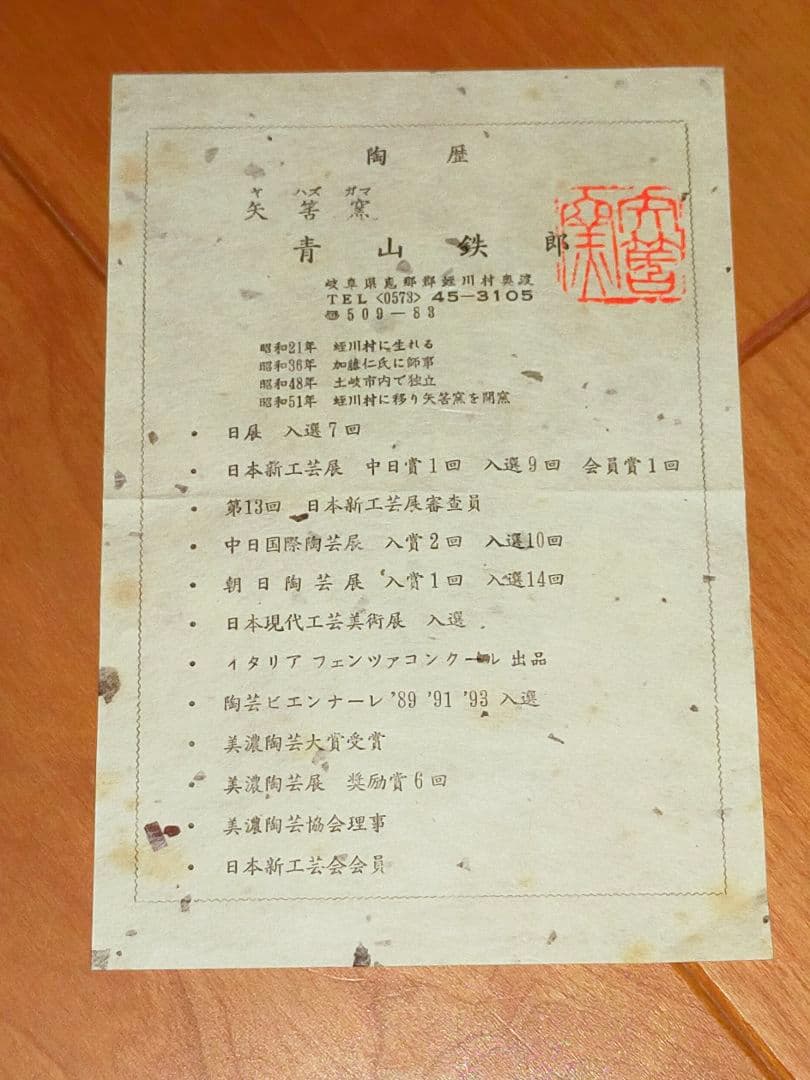 陶歴
ヤ ハズ ガマ
矢筈窯
青山鉄郎
矢筈窯
岐阜県恵那郡蛭川村奥渡
TEL <0573> 45-3105
☎509-83
昭和21年 蛭川村に生れる
昭和36年 加藤仁氏に師事
昭和48年 土岐市内で独立
昭和51年 蛭川村に移り矢筈窯を開窯
• 日展 入選7回
• 日本新工芸展 中日賞1回 入選9回 会員賞1回
• 第13回 日本新工芸展審査員
• 中日国際陶芸展 入賞2回 入選10回
• 朝日陶芸展 入賞1回 入選14回
• 日本現代工芸美術展 入選
• イタリア フェンツァコンクール 出品
• 陶芸ビエンナーレ '89 '91 '93 入選
• 美濃陶芸大賞受賞
• 美濃陶芸展 奨励賞6回
• 美濃陶芸協会理事
• 日本新工芸会会員